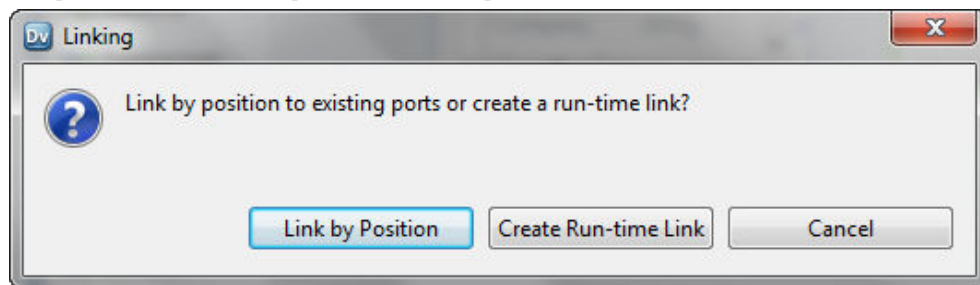 Dv Linking
Link by position to existing ports or create a run-time link?
Link by Position Create Run-time Link Cancel